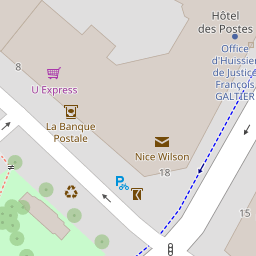 Hôtel
des Postes
Office
d'Huissier
de Justice
François
GALTIER
8
U Express
La Banque
Postale
Nice Wilson
18
15